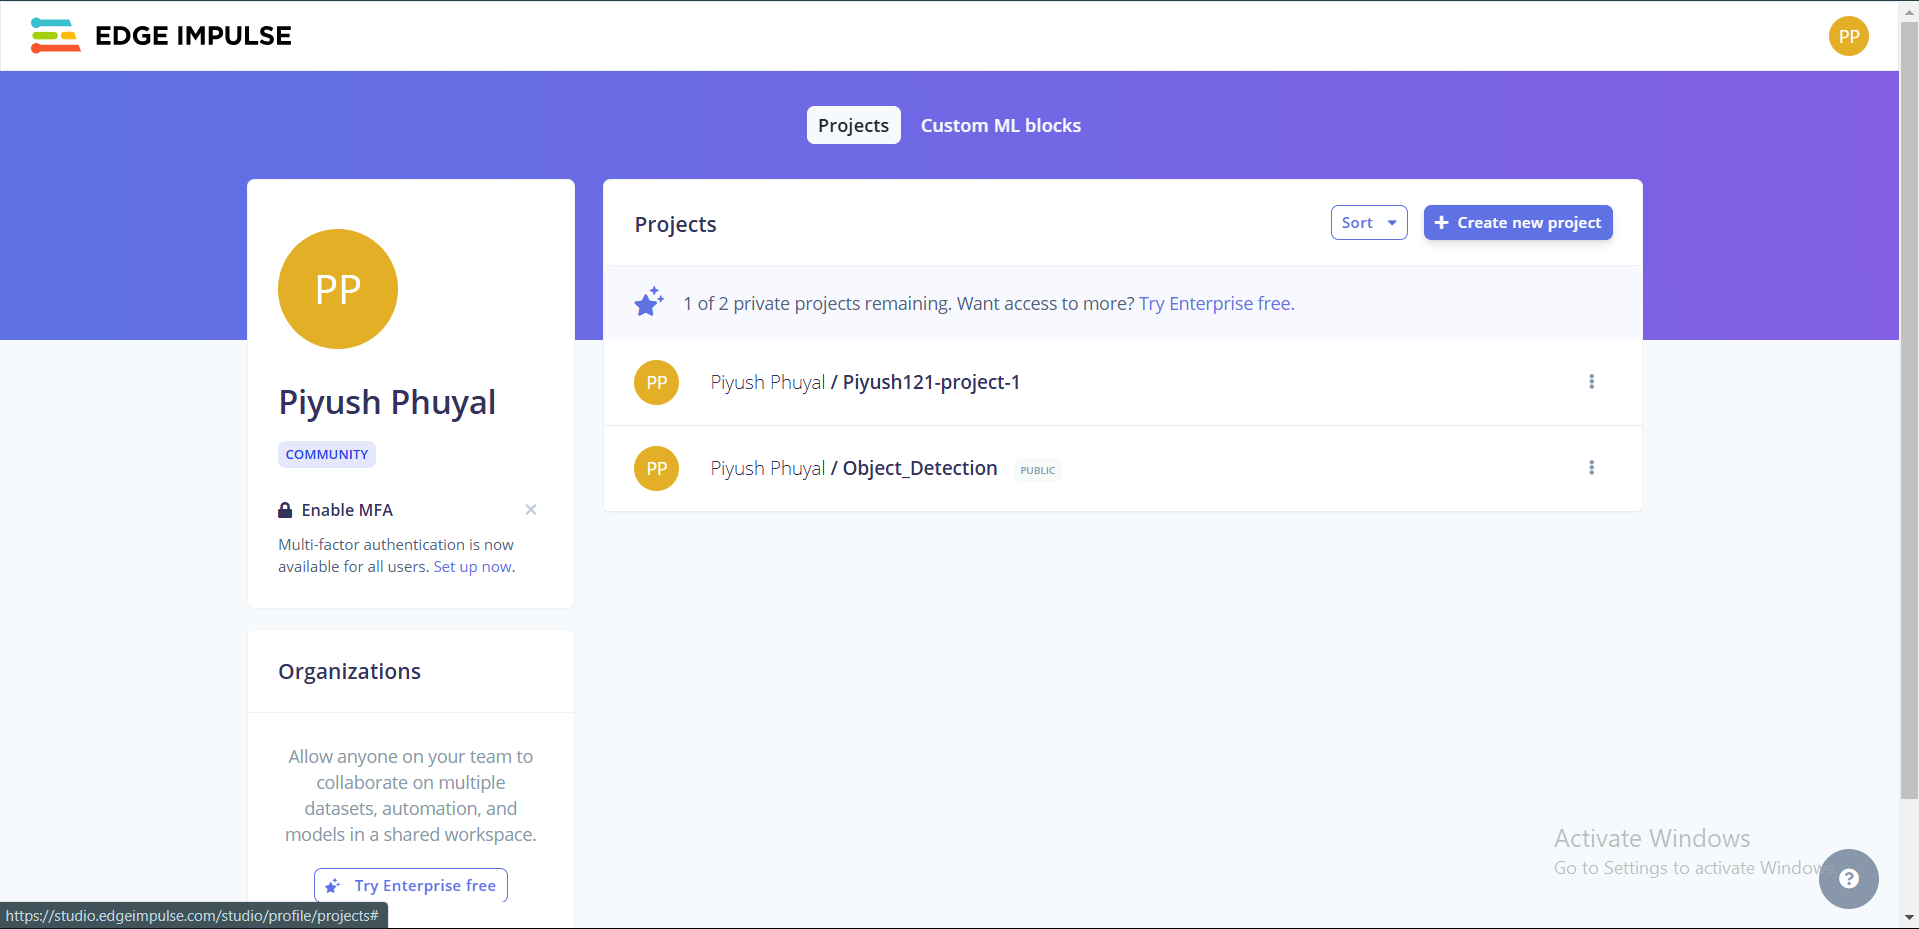 EDGE IMPULSE
PP
Projects
Custom ML blocks
PP
Piyush Phuyal
COMMUNITY
Enable MFA
Multi-factor authentication is now
available for all users. Set up now.
Organizations
Allow anyone on your team to
collaborate on multiple
datasets, automation, and
models in a shared workspace.
Try Enterprise free
Projects
Sort
+ Create new project
1 of 2 private projects remaining. Want access to more? Try Enterprise free.
PP
Piyush Phuyal / Piyush121-project-1
PP
Piyush Phuyal / Object_Detection
PUBLIC
Activate Windows
Go to Settings to activate Windows.
?
https://studio.edgeimpulse.com/studio/profile/projects#